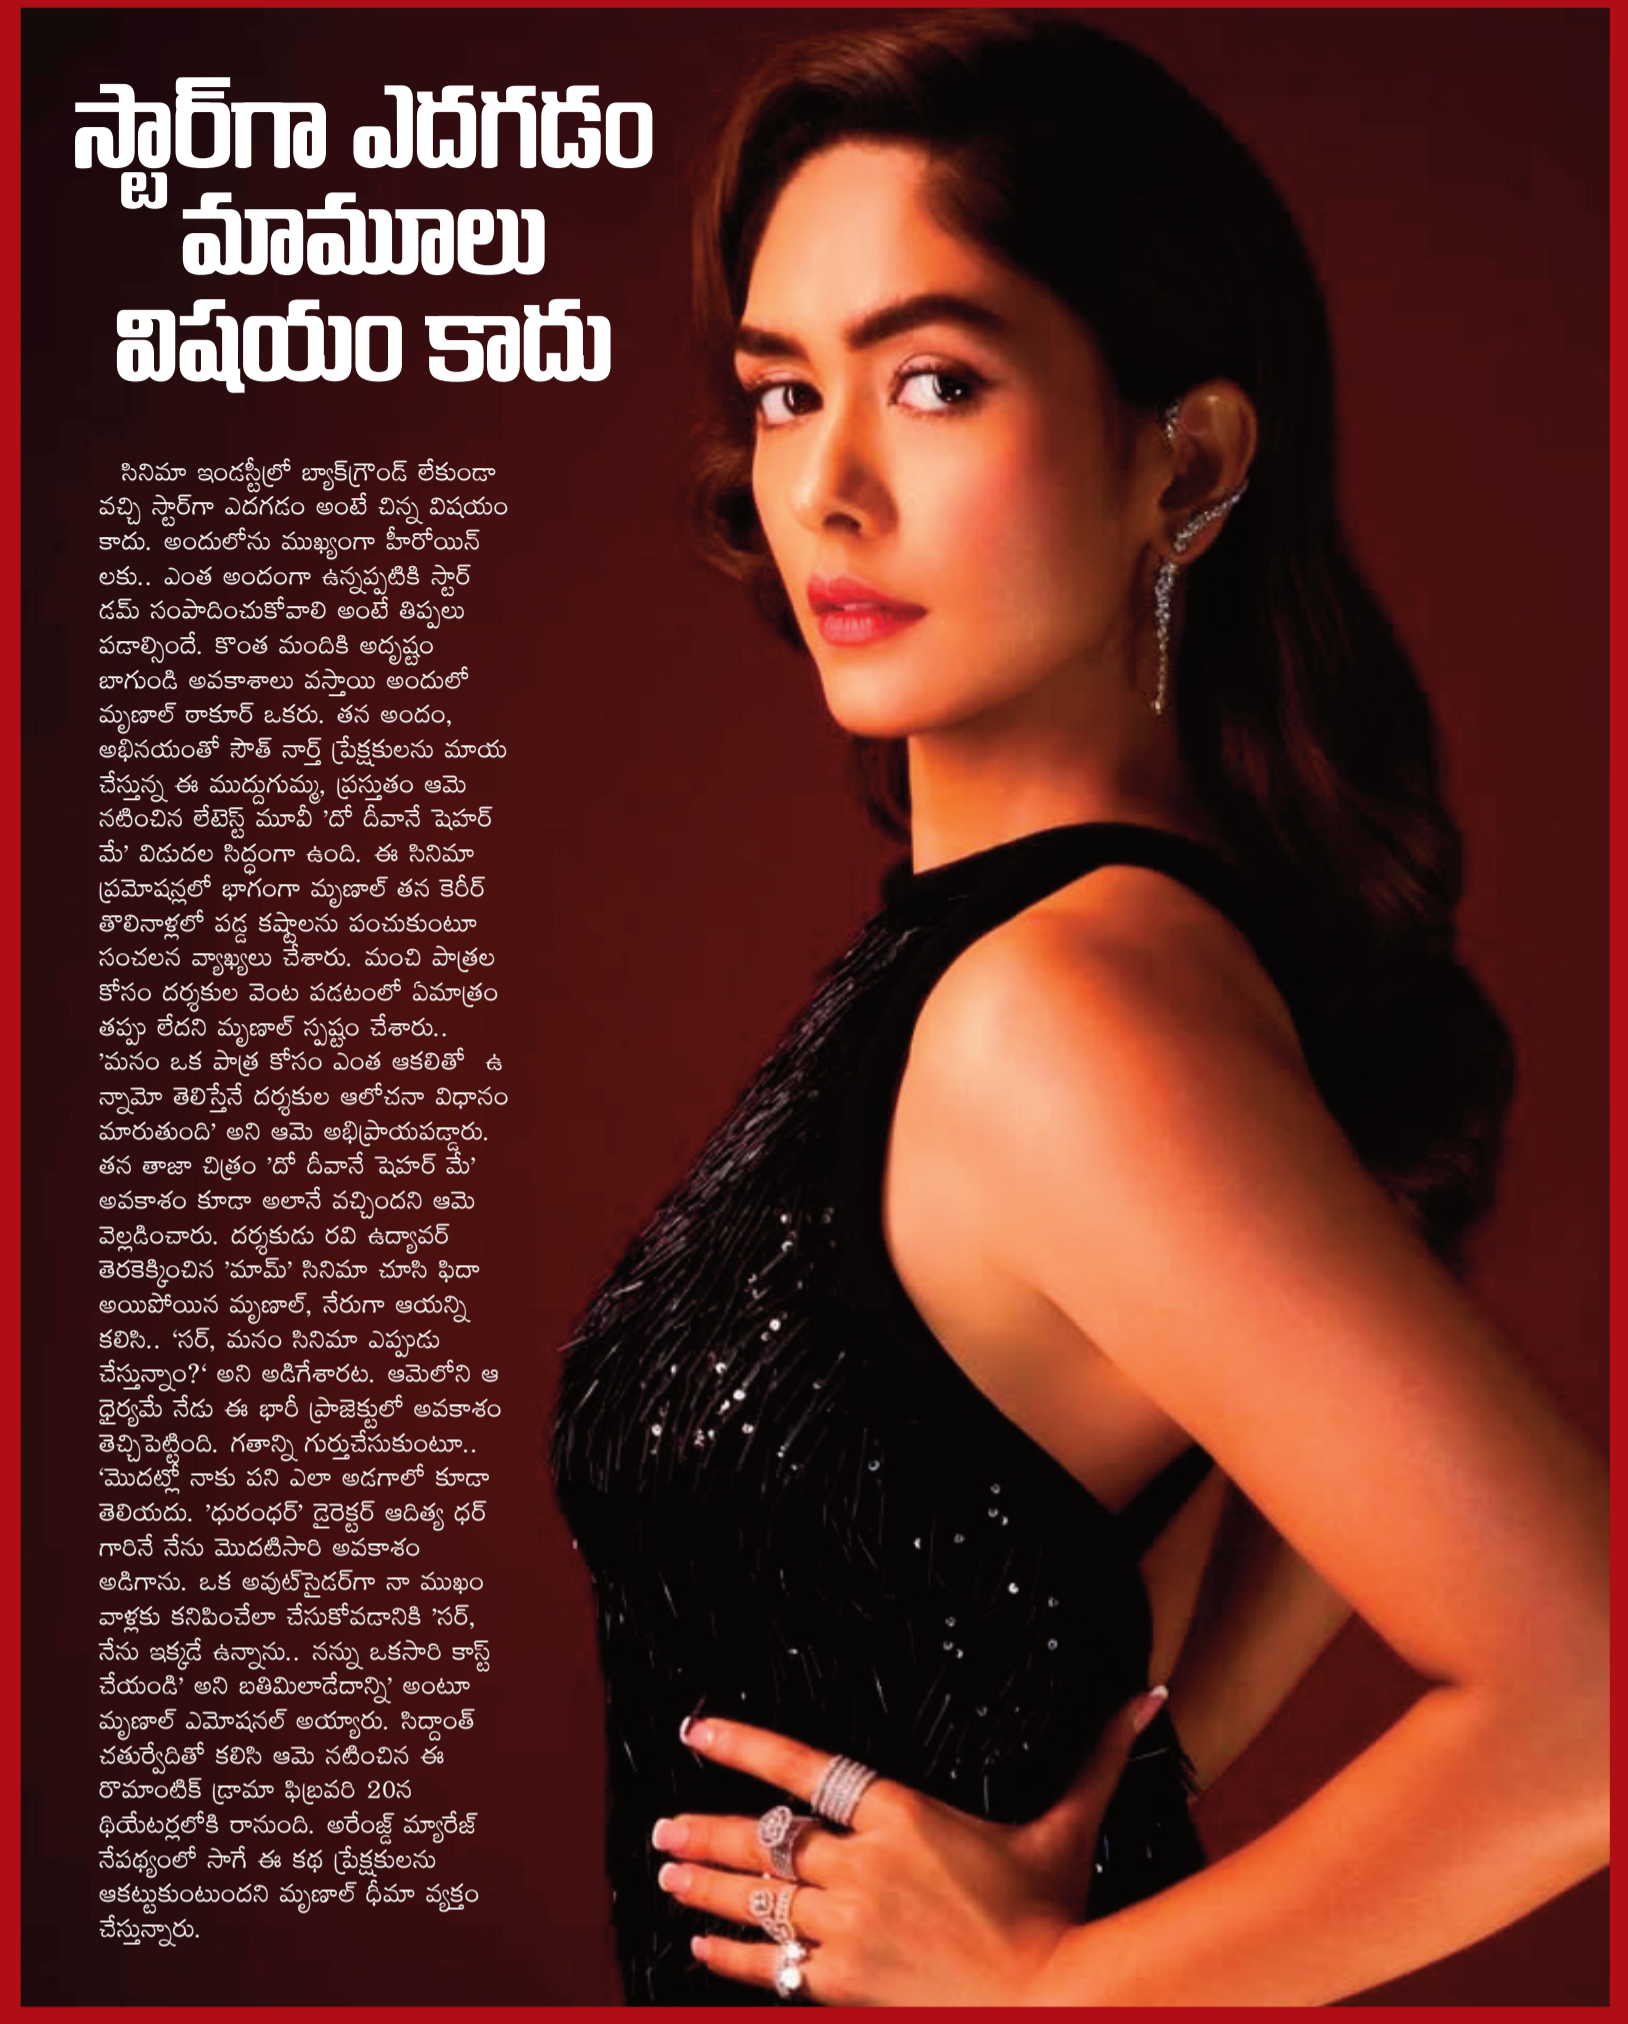 స్టార్‌గా ఎదగడం
మామూలు
విషయం కాదు
సినిమా ఇండస్ట్రీలో బ్యాక్‌గ్రౌండ్ లేకుండా
వచ్చి స్టార్‌గా ఎదగడం అంటే చిన్న విషయం
కాదు. అందులోను ముఖ్యంగా హీరోయిన్
లకు.. ఎంత అందంగా ఉన్నప్పటికి స్టార్
డమ్ సంపాదించుకోవాలి అంటే తిప్పలు
పడాల్సిందే. కొంత మందికి అదృష్టం
బాగుండి అవకాశాలు వస్తాయి అందులో
మృణాల్ ఠాకూర్ ఒకరు. తన అందం,
అభినయంతో సౌత్ నార్త్ ప్రేక్షకులను మాయ
చేస్తున్న ఈ ముద్దుగుమ్మ, ప్రస్తుతం ఆమె
నటించిన లేటెస్ట్ మూవీ ’దో దీవానే షెహర్
మే’ విడుదల సిద్ధంగా ఉంది. ఈ సినిమా
ప్రమోషన్లలో భాగంగా మృణాల్ తన కెరీర్
తొలినాళ్లలో పడ్డ కష్టాలను పంచుకుంటూ
సంచలన వ్యాఖ్యలు చేశారు. మంచి పాత్రల
కోసం దర్శకుల వెంట పడటంలో ఏమాత్రం
తప్పు లేదని మృణాల్ స్పష్టం చేశారు..
’మనం ఒక పాత్ర కోసం ఎంత ఆకలితో ఉ
న్నామో తెలిస్తేనే దర్శకుల ఆలోచనా విధానం
మారుతుంది’ అని ఆమె అభిప్రాయపడ్డారు.
తన తాజా చిత్రం ’దో దీవానే షెహర్ మే’
అవకాశం కూడా అలానే వచ్చిందని ఆమె
వెల్లడించారు. దర్శకుడు రవి ఉద్యావర్
తెరకెక్కించిన ’మామ్’ సినిమా చూసి ఫిదా
అయిపోయిన మృణాల్, నేరుగా ఆయన్ని
కలిసి.. ‘సర్, మనం సినిమా ఎప్పుడు
చేస్తున్నాం?‘ అని అడిగేశారట. ఆమెలోని ఆ
ధైర్యమే నేడు ఈ భారీ ప్రాజెక్టులో అవకాశం
తెచ్చిపెట్టింది. గతాన్ని గుర్తుచేసుకుంటూ..
‘మొదట్లో నాకు పని ఎలా అడగాలో కూడా
తెలియదు. ’ధురంధర్’ డైరెక్టర్ ఆదిత్య ధర్
గారినే నేను మొదటిసారి అవకాశం
అడిగాను. ఒక అవుట్‌సైడర్‌గా నా ముఖం
వాళ్లకు కనిపించేలా చేసుకోవడానికి ’సర్,
నేను ఇక్కడే ఉన్నాను.. నన్ను ఒకసారి కాస్ట్
చేయండి’ అని బతిమిలాడేదాన్ని’ అంటూ
మృణాల్ ఎమోషనల్ అయ్యారు. సిద్దాంత్
చతుర్వేదితో కలిసి ఆమె నటించిన ఈ
రొమాంటిక్ డ్రామా ఫిబ్రవరి 20న
థియేటర్లలోకి రానుంది. అరేంజ్డ్ మ్యారేజ్
నేపథ్యంలో సాగే ఈ కథ ప్రేక్షకులను
ఆకట్టుకుంటుందని మృణాల్ ధీమా వ్యక్తం
చేస్తున్నారు.